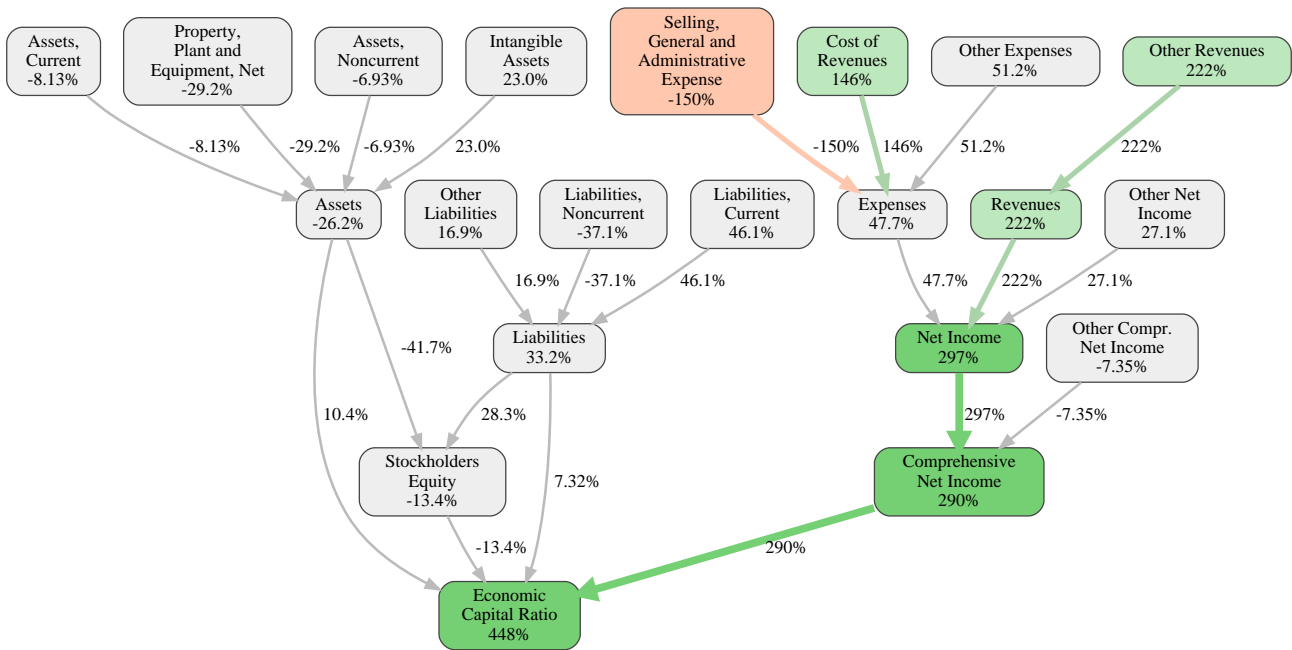 Assets,
Current
-8.13%
Property,
Plant and
Equipment, Net
-29.2%
Assets,
Noncurrent
-6.93%
Intangible
Assets
23.0%
Selling,
General and
Administrative
Expense
-150%
Cost of
Revenues
146%
Other Expenses
51.2%
Other Revenues
222%
-8.13%
-29.2%
-6.93%
23.0%
-150%
146%
51.2%
222%
Assets
-26.2%
Other
Liabilities
16.9%
Liabilities,
Noncurrent
-37.1%
Liabilities,
Current
46.1%
Expenses
47.7%
Revenues
222%
Other Net
Income
27.1%
16.9%
-37.1%
46.1%
47.7%
222%
27.1%
-41.7%
Liabilities
33.2%
Net Income
297%
Other Compr.
Net Income
-7.35%
10.4%
28.3%
297%
-7.35%
Stockholders
Equity
-13.4%
7.32%
Comprehensive
Net Income
290%
-13.4%
290%
Economic
Capital Ratio
448%